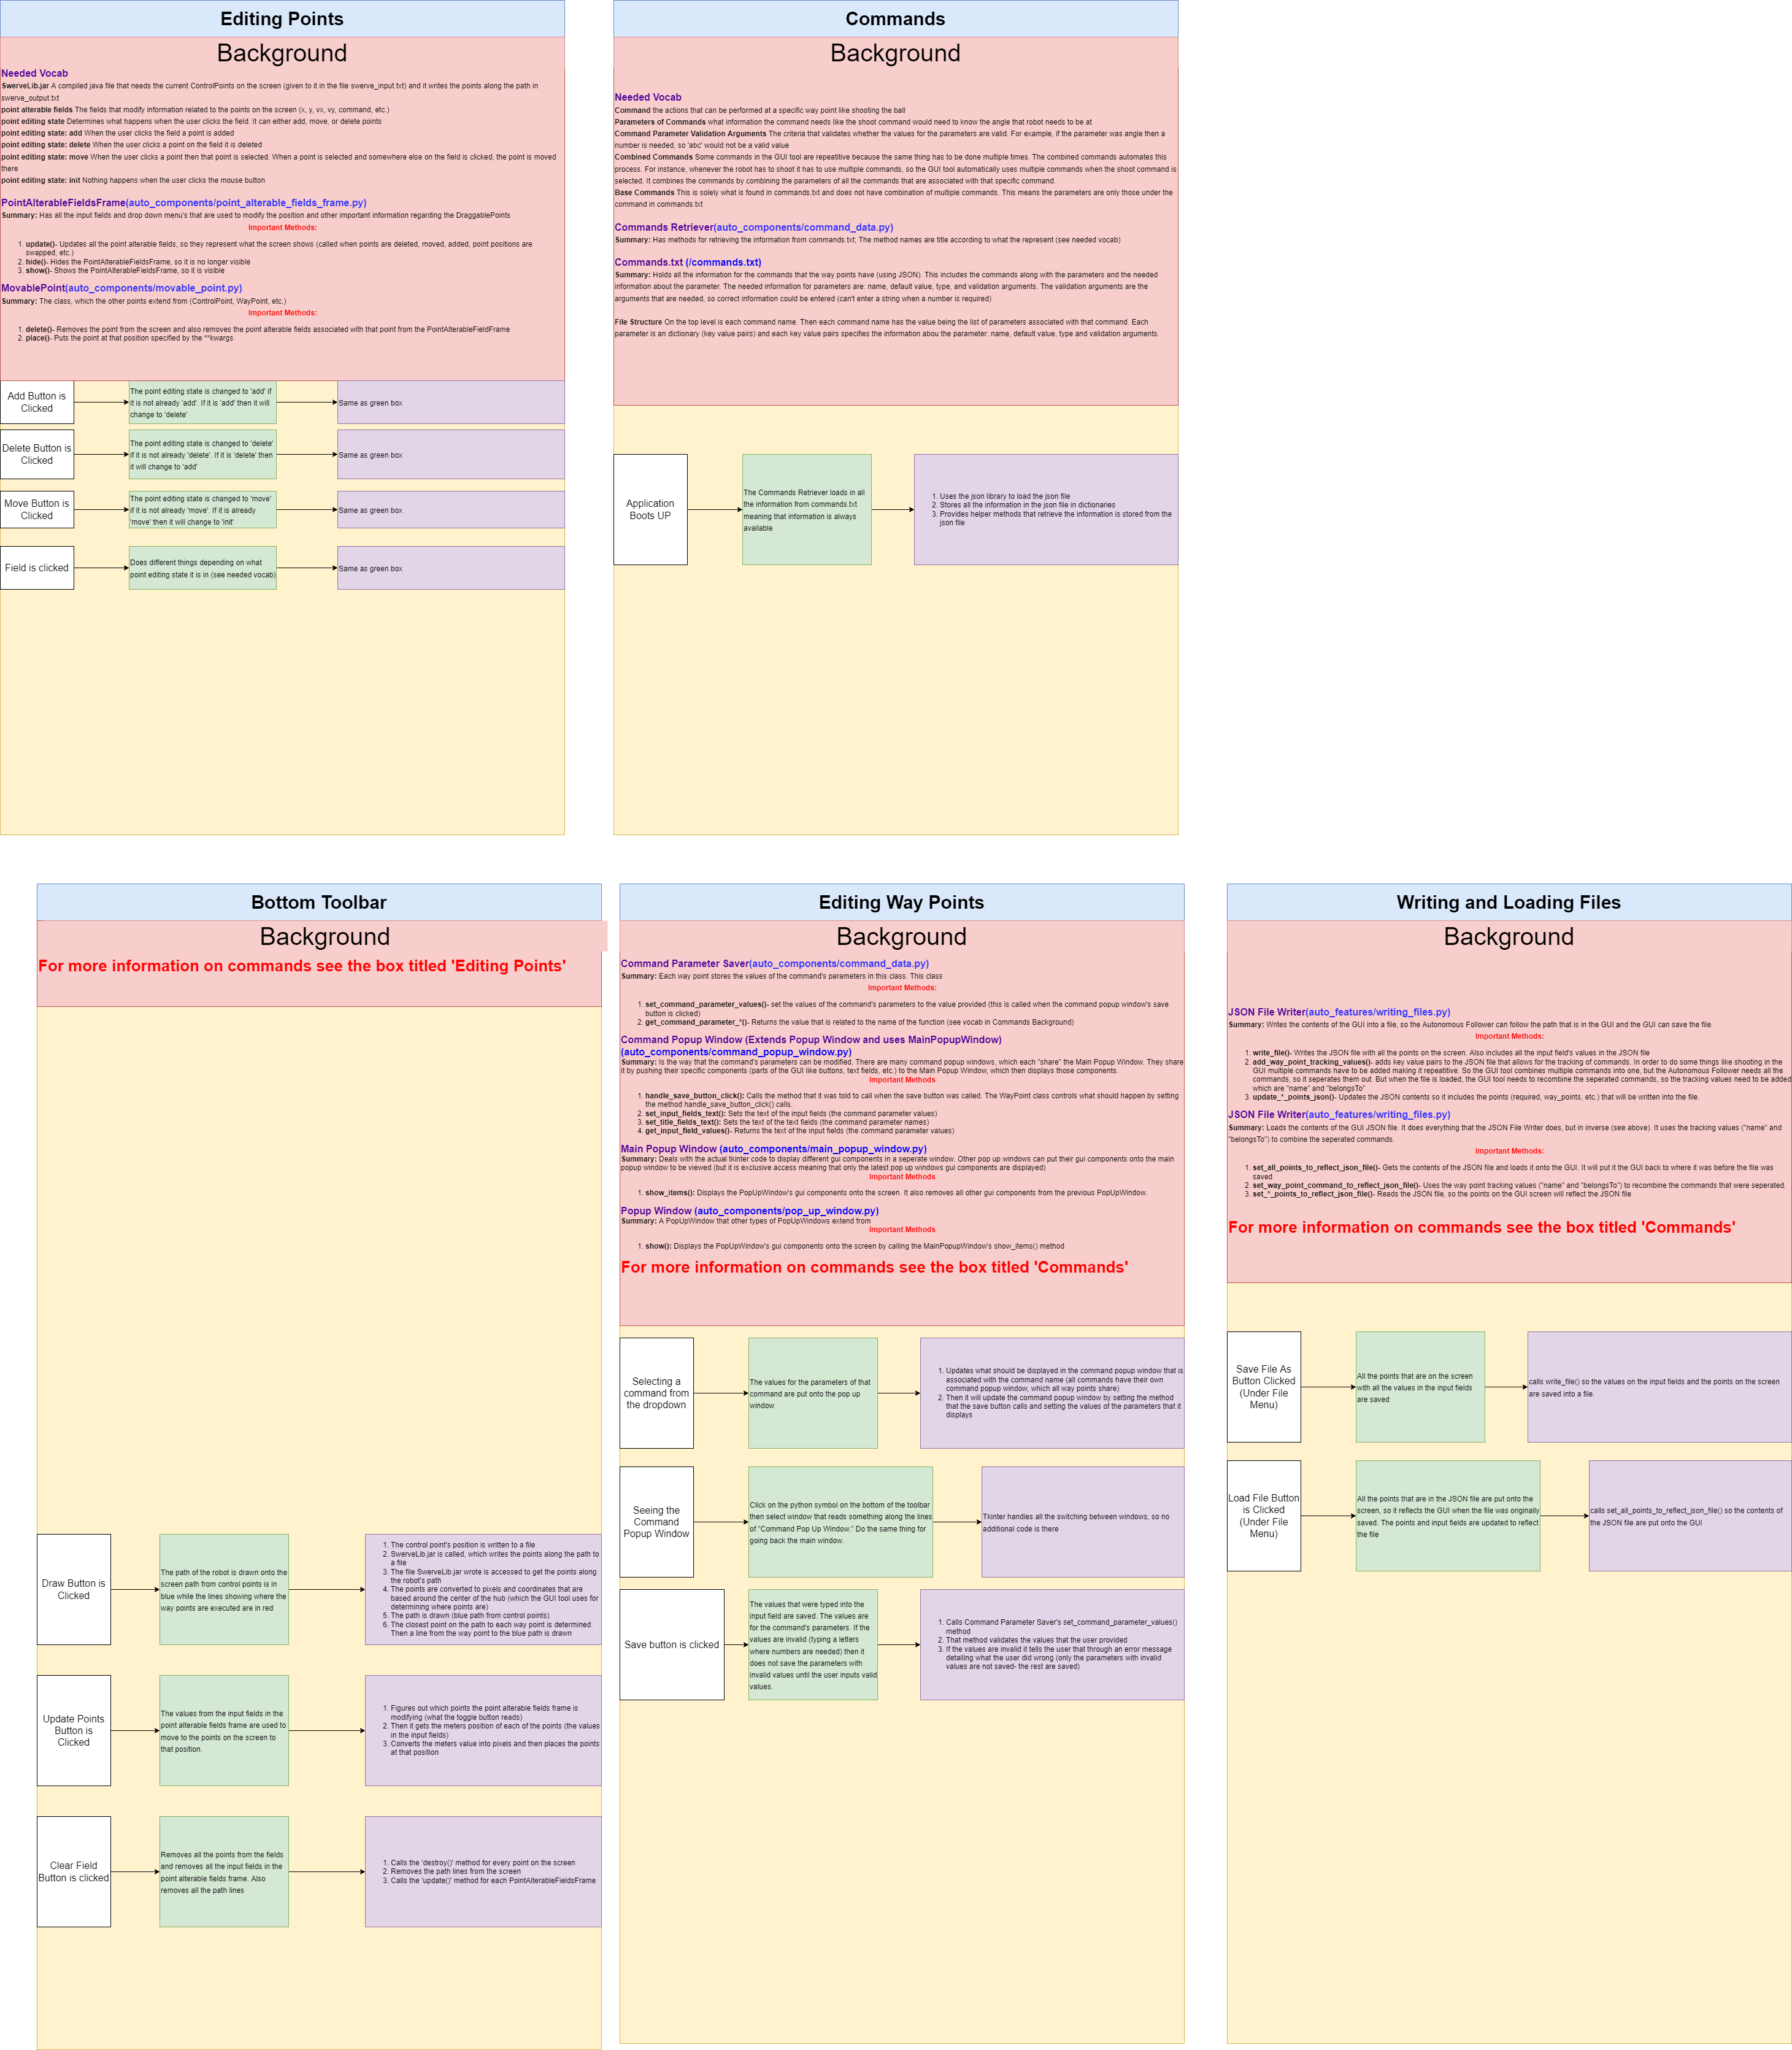 Editing Points
Background
Needed Vocab
SwerveLib.jar A compiled java file that needs the current ControlPoints on the screen (given to it in the file swerve_input.txt) and it writes the points along the path in
swerve_output.txt
point alterable fields The fields that modify information related to the points on the screen (x, y, vx, vy, command, etc.)
point editing state Determines what happens when the user clicks the field. It can either add, move, or delete points
point editing state: add When the user clicks the field a point is added
point editing state: delete When the user clicks a point on the field it is deleted
point editing state: move When the user clicks a point then that point is selected. When a point is selected and somewhere else on the field is clicked, the point is moved
there
point editing state: init Nothing happens when the user clicks the mouse button
PointAlterableFieldsFrame(auto_components/point_alterable_fields_frame.py)
Summary: Has all the input fields and drop down menu's that are used to modify the position and other important information regarding the DraggablePoints
Important Methods:
1. update()- Updates all the point alterable fields, so they represent what the screen shows (called when points are deleted, moved, added, point positions are
swapped, etc.)
2. hide()- Hides the PointAlterableFieldsFrame, so it is no longer visible
3. show()- Shows the PointAlterableFieldsFrame, so it is visible
MovablePoint(auto_components/movable_point.py)
Summary: The class, which the other points extend from (ControlPoint, WayPoint, etc.)
Important Methods:
1. delete()- Removes the point from the screen and also removes the point alterable fields associated with that point from the PointAlterableFieldFrame
2. place()- Puts the point at that position specified by the **kwargs
Add Button is
Clicked
The point editing state is changed to 'add' if
it is not already 'add'. If it is 'add' then it will
change to 'delete'
Same as green box
Delete Button is
Clicked
The point editing state is changed to 'delete'
if it is not already 'delete'. If it is 'delete' then
it will change to 'add'
Same as green box
Move Button is
Clicked
The point editing state is changed to 'move'
if it is not already 'move'. If it is already
'move' then it will change to 'init'
Same as green box
Field is clicked
Does different things depending on what
point editing state it is in (see needed vocab)
Same as green box
Commands
Background
Needed Vocab
Command the actions that can be performed at a specific way point like shooting the ball
Parameters of Commands what information the command needs like the shoot command would need to know the angle that robot needs to be at
Command Parameter Validation Arguments The criteria that validates whether the values for the parameters are valid. For example, if the parameter was angle then a
number is needed, so 'abc' would not be a valid value
Combined Commands Some commands in the GUI tool are repeatitive because the same thing has to be done multiple times. The combined commands automates this
process. For instance, whenever the robot has to shoot it has to use multiple commands, so the GUI tool automatically uses multiple commands when the shoot command is
selected. It combines the commands by combining the parameters of all the commands that are associated with that specific command.
Base Commands This is solely what is found in commands.txt and does not have combination of multiple commands. This means the parameters are only those under the
command in commands.txt
Commands Retriever(auto_components/command_data.py)
Summary: Has methods for retrieving the information from commands.txt; The method names are title according to what the represent (see needed vocab)
Commands.txt (/commands.txt)
Summary: Holds all the information for the commands that the way points have (using JSON). This includes the commands along with the parameters and the needed
information about the parameter. The needed information for parameters are: name, default value, type, and validation arguments. The validation arguments are the
arguments that are needed, so correct information could be entered (can't enter a string when a number is required)
File Structure On the top level is each command name. Then each command name has the value being the list of parameters associated with that command. Each
parameter is an dictionary (key value pairs) and each key value pairs specifies the information abou the parameter: name, default value, type and validation arguments.
Application
Boots UP
The Commands Retriever loads in all
the information from commands.txt
meaning that information is always
available
1. Uses the json library to load the json file
2. Stores all the information in the json file in dictionaries
3. Provides helper methods that retrieve the information is stored from the
json file
Bottom Toolbar
Background
For more information on commands see the box titled 'Editing Points'
Draw Button is
Clicked
The path of the robot is drawn onto the
screen path from control points is in
blue while the lines showing where the
way points are executed are in red
1. The control point's position is written to a file
2. SwerveLib.jar is called, which writes the points along the path to
a file
3. The file SwerveLib.jar wrote is accessed to get the points along
the robot's path
4. The points are converted to pixels and coordinates that are
based around the center of the hub (which the GUI tool uses for
determining where points are)
5. The path is drawn (blue path from control points)
6. The closest point on the path to each way point is determined.
Then a line from the way point to the blue path is drawn
Update Points
Button is
Clicked
The values from the input fields in the
point alterable fields frame are used to
move to the points on the screen to
that position.
1. Figures out which points the point alterable fields frame is
modifying (what the toggle button reads)
2. Then it gets the meters position of each of the points (the values
in the input fields)
3. Converts the meters value into pixels and then places the points
at that position
Clear Field
Button is clicked
Removes all the points from the fields
and removes all the input fields in the
point alterable fields frame. Also
removes all the path lines
1. Calls the 'destroy()' method for every point on the screen
2. Removes the path lines from the screen
3. Calls the 'update()' method for each PointAlterableFieldsFrame
Editing Way Points
Background
Command Parameter Saver(auto_components/command_data.py)
Summary: Each way point stores the values of the command's parameters in this class. This class
Important Methods:
1. set_command_parameter_values()- set the values of the command's parameters to the value provided (this is called when the command popup window's save
button is clicked)
2. get_command_parameter_*()- Returns the value that is related to the name of the function (see vocab in Commands Background)
Command Popup Window (Extends Popup Window and uses MainPopupWindow)
(auto_components/command_popup_window.py)
Summary: Is the way that the command's parameters can be modified. There are many command popup windows, which each "share" the Main Popup Window. They share
it by pushing their specific components (parts of the GUI like buttons, text fields, etc.) to the Main Popup Window, which then displays those components.
Important Methods
1. handle_save_button_click(): Calls the method that it was told to call when the save button was called. The WayPoint class controls what should happen by setting
the method handle_save_button_click() calls.
2. set_input_fields_text(): Sets the text of the input fields (the command parameter values)
3. set_title_fields_text(): Sets the text of the text fields (the command parameter names)
4. get_input_field_values()- Returns the text of the input fields (the command parameter values)
Main Popup Window (auto_components/main_popup_window.py)
Summary: Deals with the actual tkinter code to display different gui components in a seperate window. Other pop up windows can put their gui components onto the main
popup window to be viewed (but it is exclusive access meaning that only the latest pop up windows gui components are displayed)
Important Methods
1. show_items(): Displays the PopUpWindow's gui components onto the screen. It also removes all other gui components from the previous PopUpWindow.
Popup Window (auto_components/pop_up_window.py)
Summary: A PopUpWindow that other types of PopUpWindows extend from
Important Methods
1. show(): Displays the PopUpWindow's gui components onto the screen by calling the MainPopupWindow's show_items() method
For more information on commands see the box titled 'Commands'
Selecting a
command from
the dropdown
The values for the parameters of that
command are put onto the pop up
window
1. Updates what should be displayed in the command popup window that is
associated with the command name (all commands have their own
command popup window, which all way points share)
2. Then it will update the command popup window by setting the method
that the save button calls and setting the values of the parameters that it
displays
Seeing the
Command
Popup Window
Click on the python symbol on the bottom of the toolbar
then select window that reads something along the lines
of "Command Pop Up Window." Do the same thing for
going back the main window.
Tkinter handles all the switching between windows, so no
additional code is there
Save button is clicked
The values that were typed into the
input field are saved. The values are
for the command's parameters. If the
values are invalid (typing a letters
where numbers are needed) then it
does not save the parameters with
invalid values until the user inputs valid
values.
1. Calls Command Parameter Saver's set_command_parameter_values()
method
2. That method validates the values that the user provided
3. If the values are invalid it tells the user that through an error message
detailing what the user did wrong (only the parameters with invalid
values are not saved- the rest are saved)
Writing and Loading Files
Background
JSON File Writer(auto_features/writing_files.py)
Summary: Writes the contents of the GUI into a file, so the Autonomous Follower can follow the path that is in the GUI and the GUI can save the file.
Important Methods:
1. write_file()- Writes the JSON file with all the points on the screen. Also includes all the input field's values in the JSON file
2. add_way_point_tracking_values()- adds key value pairs to the JSON file that allows for the tracking of commands. In order to do some things like shooting in the
GUI multiple commands have to be added making it repetitive. So the GUI tool combines multiple commands into one, but the Autonomous Follower needs all the
commands, so it seperates them out. But when the file is loaded, the GUI tool needs to recombine the seperated commands, so the tracking values need to be added
which are "name" and "belongsTo"
3. update_*_points_json()- Updates the JSON contents so it includes the points (required, way_points, etc.) that will be written into the file.
JSON File Writer(auto_features/writing_files.py)
Summary: Loads the contents of the GUI JSON file. It does everything that the JSON File Writer does, but in inverse (see above). It uses the tracking values ("name" and
"belongsTo") to combine the seperated commands.
Important Methods:
1. set_all_points_to_reflect_json_file()- Gets the contents of the JSON file and loads it onto the GUI. It will put it the GUI back to where it was before the file was
saved
2. set_way_point_command_to_reflect_json_file()- Uses the way point tracking values ("name" and "belongsTo") to recombine the commands that were seperated.
3. set_*_points_to_reflect_json_file()- Reads the JSON file, so the points on the GUI screen will reflect the JSON file
For more information on commands see the box titled 'Commands'
Save File As
Button Clicked
(Under File
Menu)
All the points that are on the screen
with all the values in the input fields
are saved
calls write_file() so the values on the input fields and the points on the screen
are saved into a file.
Load File Button
is Clicked
(Under File
Menu)
All the points that are in the JSON file are put onto the
screen, so it reflects the GUI when the file was originally
saved. The points and input fields are updated to reflect
the file
calls set_all_points_to_reflect_json_file() so the contents of
the JSON file are put onto the GUI